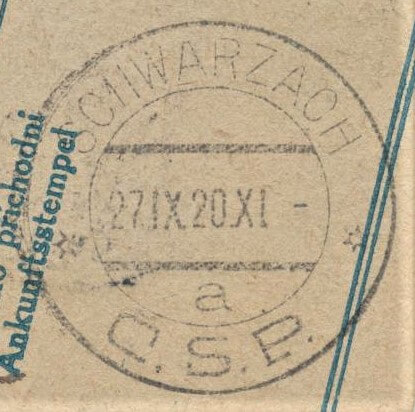 SCHWARZACH
27.IX.20.XI -
a
Č.S.P.
příchodní
Ankunftsstempel